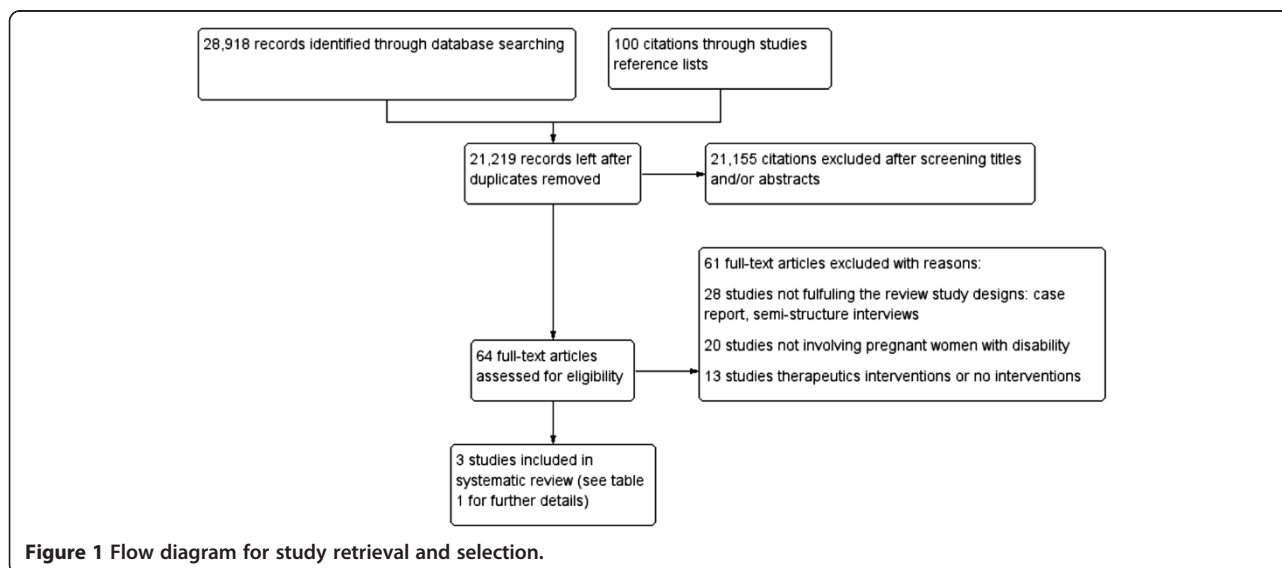 28,918 records identified through database searching
100 citations through studies
reference lists
21,219 records left after
duplicates removed
21,155 citations excluded after screening titles
and/or abstracts
61 full-text articles excluded with reasons:
28 studies not fulfuling the review study designs: case
report, semi-structure interviews
20 studies not involving pregnant women with disability
13 studies therapeutics interventions or no interventions
64 full-text articles
assessed for eligibility
3 studies included in
systematic review (see table
1 for further details)
Figure 1 Flow diagram for study retrieval and selection.